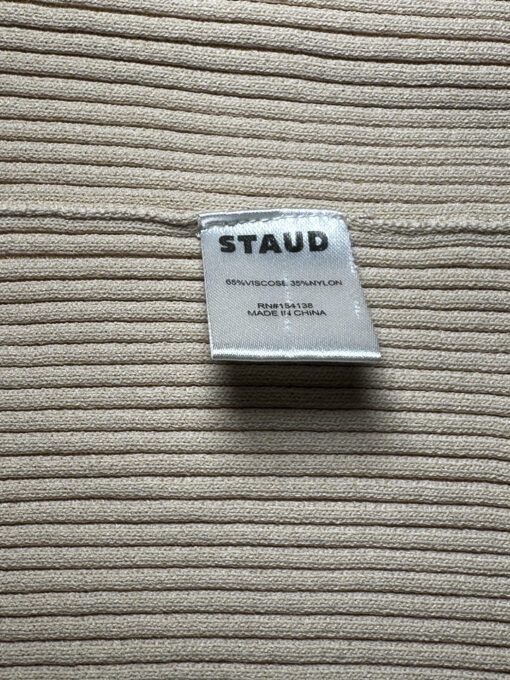 STAUD
65%VISCOSE 35%NYLON
RN#154138
MADE IN CHINA